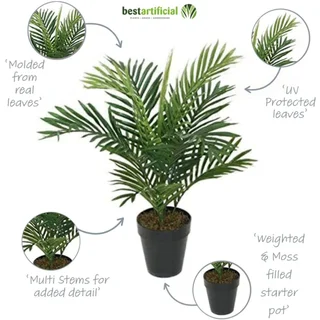 bestartificial
'Molded
from
real
leaves'
'UV
Protected
leaves'
'Multi Stems for
added detail'
'Weighted
& Moss
filled
starter
pot'